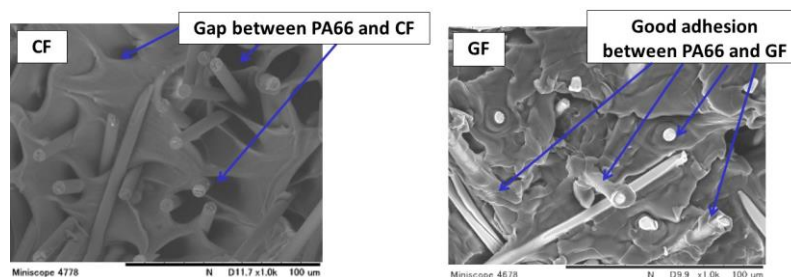 CF
Gap between PA66 and CF
Miniscope 4778 N D11.7 x1.0k 100 um
GF
Good adhesion
between PA66 and GF
Miniscope 4678 N D9.9 x1.0k 100 um